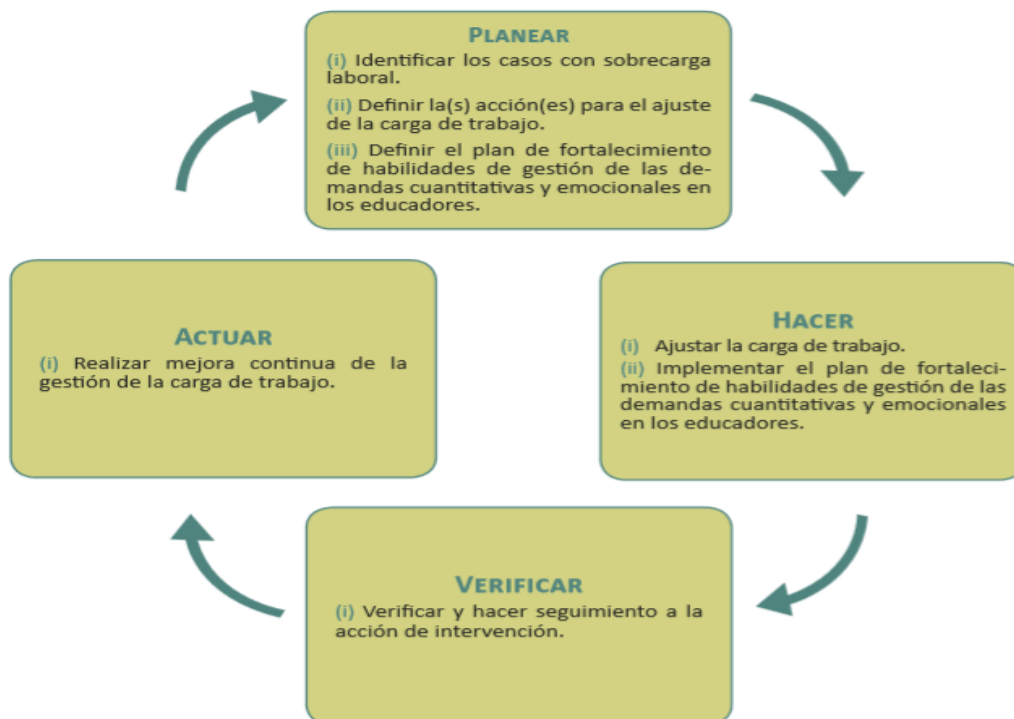 PLANEAR
(i) Identificar los casos con sobrecarga
laboral.
(ii) Definir la(s) acción(es) para el ajuste
de la carga de trabajo.
(iii) Definir el plan de fortalecimiento
de habilidades de gestión de las de-
mandas cuantitativas y emocionales en
los educadores.
HACER
(i) Ajustar la carga de trabajo.
(ii) Implementar el plan de fortaleci-
miento de habilidades de gestión de las
demandas cuantitativas y emocionales
en los educadores.
VERIFICAR
(i) Verificar y hacer seguimiento a la
acción de intervención.
ACTUAR
(i) Realizar mejora continua de la
gestión de la carga de trabajo.